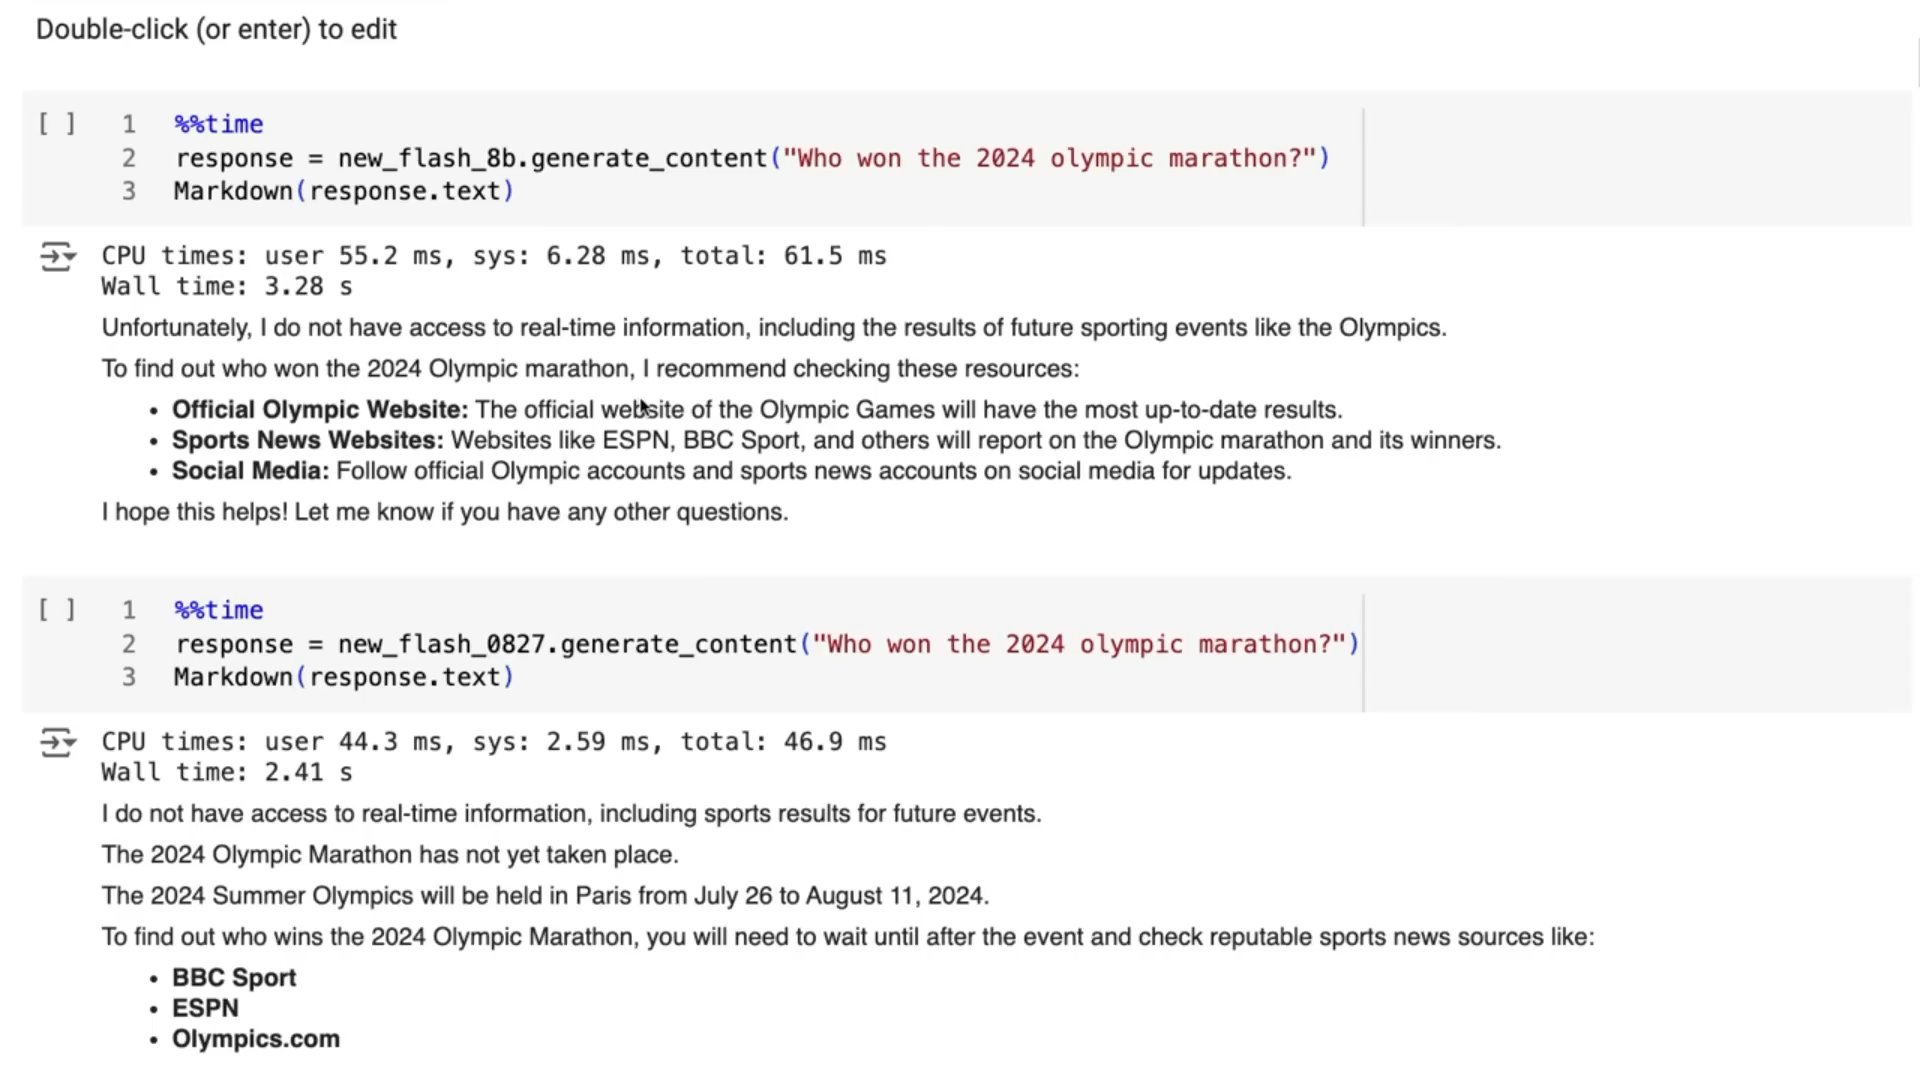 Double-click (or enter) to edit
[ ] 1 %%time
2 response = new_flash_8b.generate_content("Who won the 2024 olympic marathon?")
3 Markdown(response.text)
CPU times: user 55.2 ms, sys: 6.28 ms, total: 61.5 ms
Wall time: 3.28 s
Unfortunately, I do not have access to real-time information, including the results of future sporting events like the Olympics.
To find out who won the 2024 Olympic marathon, I recommend checking these resources:
• Official Olympic Website: The official website of the Olympic Games will have the most up-to-date results.
• Sports News Websites: Websites like ESPN, BBC Sport, and others will report on the Olympic marathon and its winners.
• Social Media: Follow official Olympic accounts and sports news accounts on social media for updates.
I hope this helps! Let me know if you have any other questions.
[ ] 1 %%time
2 response = new_flash_0827.generate_content("Who won the 2024 olympic marathon?")
3 Markdown(response.text)
CPU times: user 44.3 ms, sys: 2.59 ms, total: 46.9 ms
Wall time: 2.41 s
I do not have access to real-time information, including sports results for future events.
The 2024 Olympic Marathon has not yet taken place.
The 2024 Summer Olympics will be held in Paris from July 26 to August 11, 2024.
To find out who wins the 2024 Olympic Marathon, you will need to wait until after the event and check reputable sports news sources like:
• BBC Sport
• ESPN
• Olympics.com